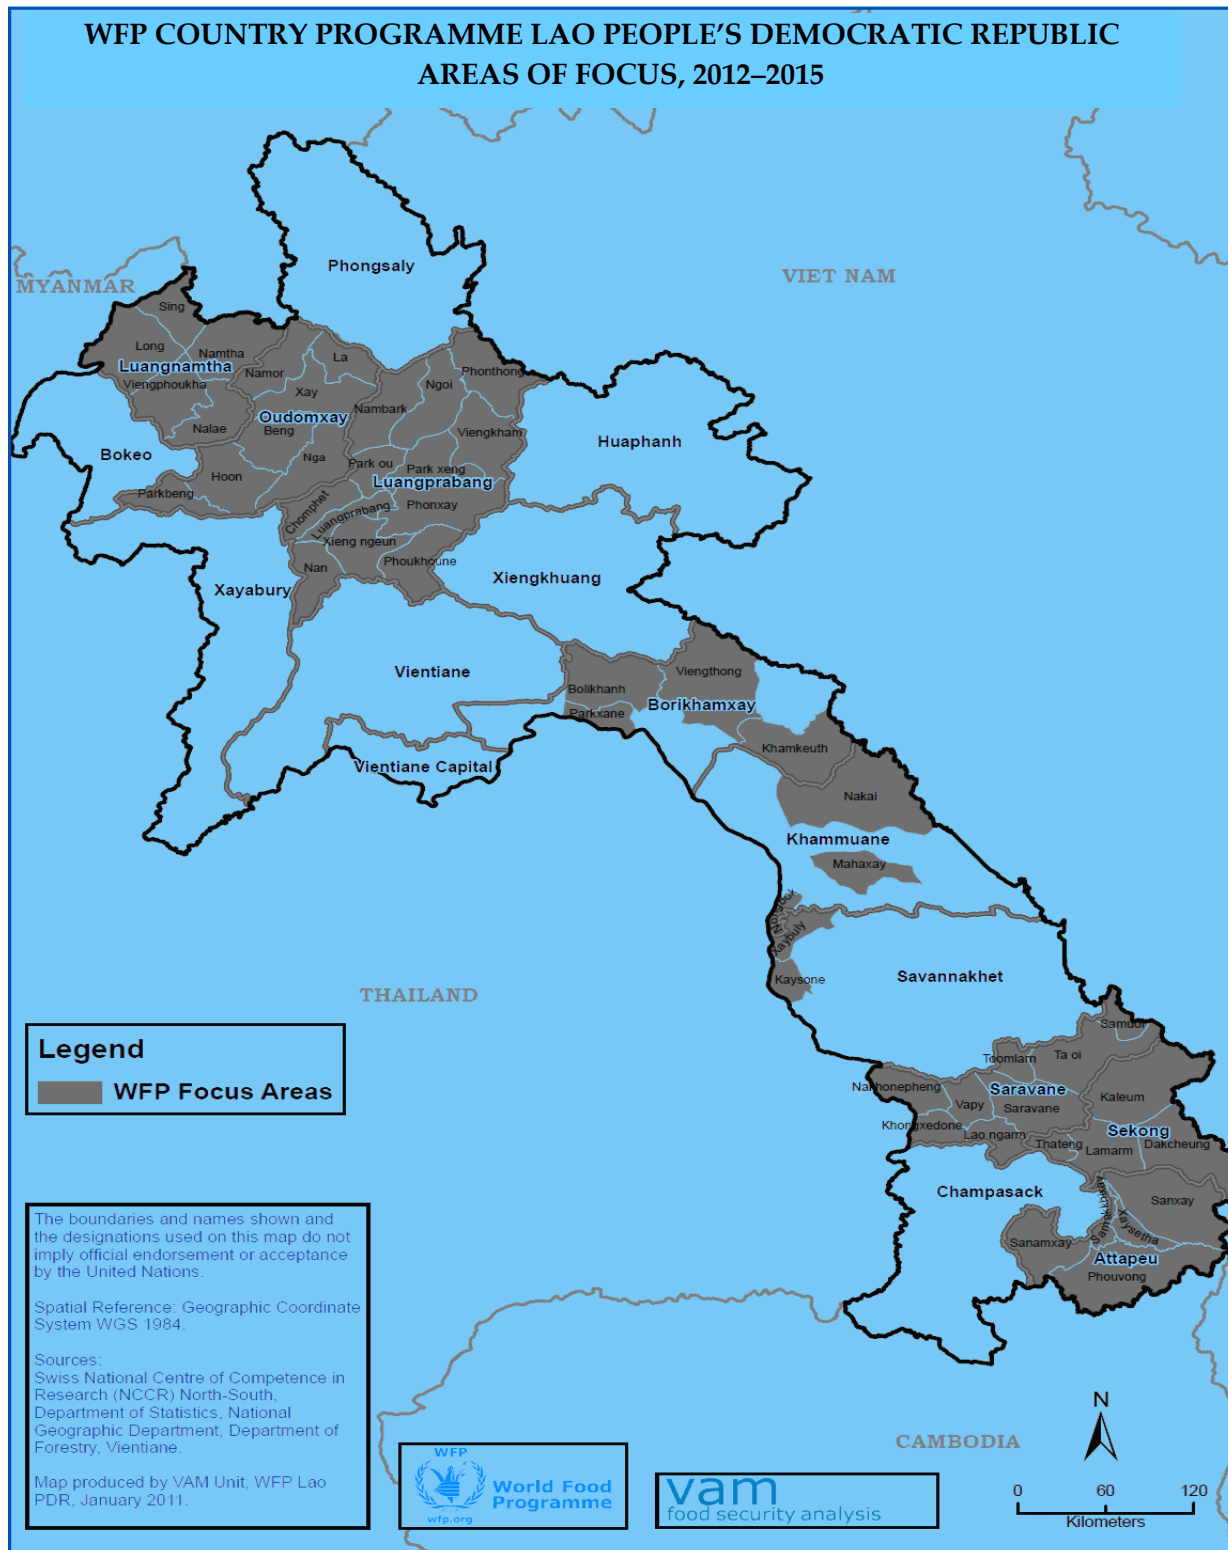 WFP COUNTRY PROGRAMME LAO PEOPLE’S DEMOCRATIC REPUBLIC
AREAS OF FOCUS, 2012–2015
Phongsaly
MYANMAR
VIET NAM
Sing
Long
Namtha
Luangnamtha
Viengphoukha
Nalae
La
Namor
Xay
Oudomxay
Beng
Nga
Hoon
Parkbeng
Bokeo
Phonthong
Ngoi
Nambark
Viengkham
Park ou
Park xeng
Luangprabang
Chomphet
Luangprabang
Phonxay
Xieng ngeun
Nan
Phoukhoune
Huaphanh
Xayabury
Xiengkhuang
Vientiane
Viengthong
Bolikhanh
Borikhamxay
Parkxane
Khamkeuth
Vientiane Capital
Nakai
Khammuane
Mahaxay
Xaybuly
Kaysone
Savannakhet
THAILAND
Samuoi
Ta oi
Toomlarn
Saravane
Nakhonepheng
Vapy
Saravane
Kaleum
Khongxedone
Lao ngarm
Sekong
Thateng
Lamarm
Dakcheung
Champasack
Samakkhixay
Sanxay
Xaysetha
Sanamxay
Attapeu
Phouvong
Legend
WFP Focus Areas
The boundaries and names shown and
the designations used on this map do not
imply official endorsement or acceptance
by the United Nations.
Spatial Reference: Geographic Coordinate
System WGS 1984.
Sources:
Swiss National Centre of Competence in
Research (NCCR) North-South,
Department of Statistics, National
Geographic Department, Department of
Forestry, Vientiane.
Map produced by VAM Unit, WFP Lao
PDR, January 2011.
WFP
World Food
Programme
wfp.org
vam
food security analysis
CAMBODIA
N
0 60 120
Kilometers